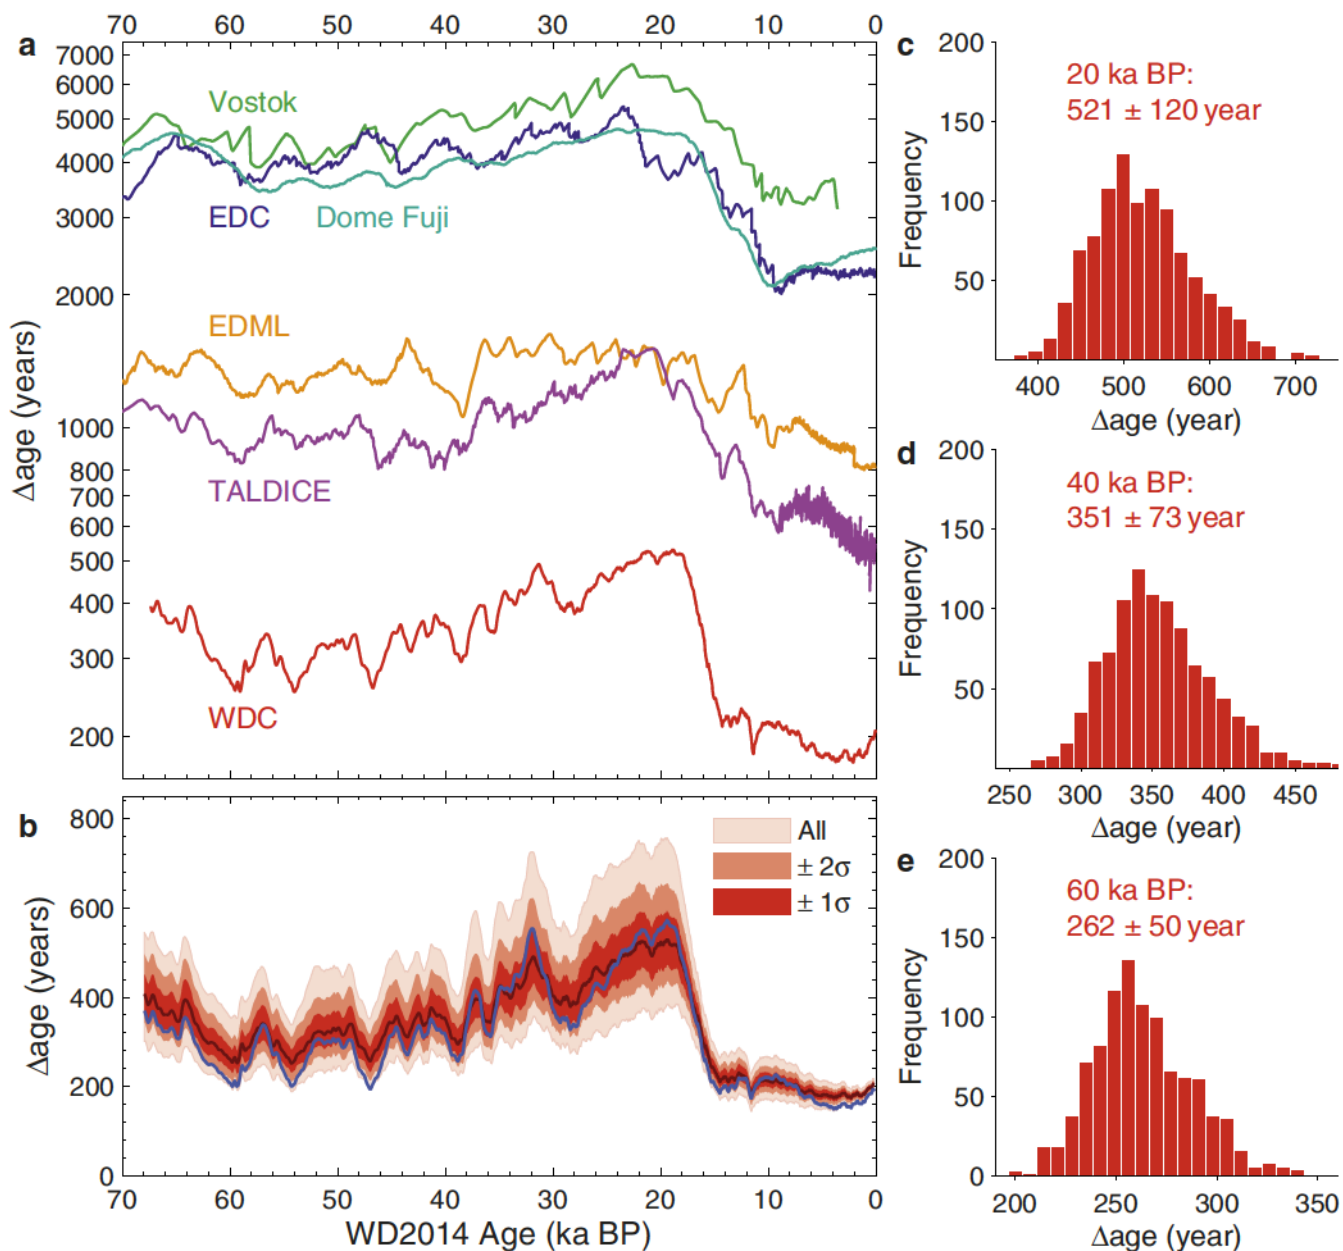 70 60 50 40 30 20 10 0
a
7000
6000
5000
4000
3000
2000
1000
800
700
600
500
400
300
200
Δage (years)
Vostok
EDC
Dome Fuji
EDML
TALDICE
WDC
b
800
600
400
200
0
Δage (years)
All
± 2σ
± 1σ
70 60 50 40 30 20 10 0
WD2014 Age (ka BP)
c
200
150
100
50
Frequency
20 ka BP:
521 ± 120 year
400 500 600 700
Δage (year)
d
200
150
100
50
Frequency
40 ka BP:
351 ± 73 year
250 300 350 400 450
Δage (year)
e
200
150
100
50
0
Frequency
60 ka BP:
262 ± 50 year
200 250 300 350
Δage (year)